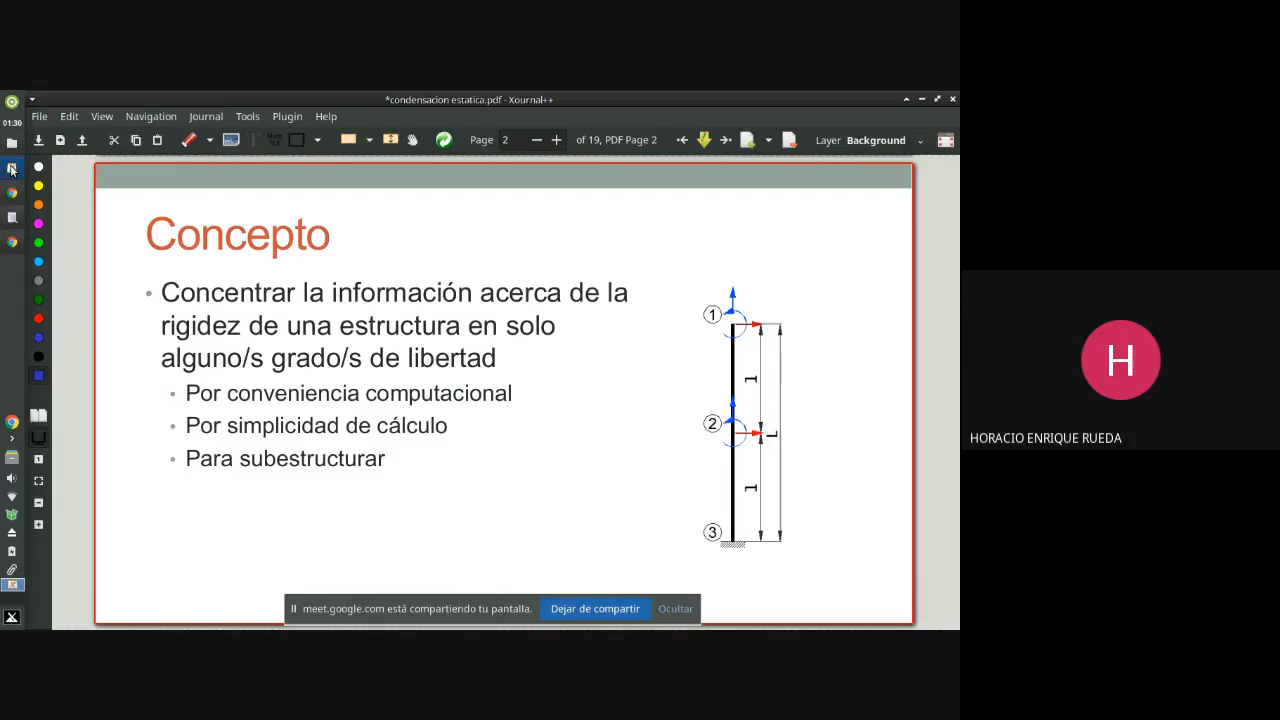 *condensacion estatica.pdf - Xournal++
01:30
File Edit View Navigation Journal Tools Plugin Help
Page 2 of 19, PDF Page 2 Layer Background
Concepto
• Concentrar la información acerca de la
rigidez de una estructura en solo
alguno/s grado/s de libertad
• Por conveniencia computacional
• Por simplicidad de cálculo
• Para subestructurar
1
l
2
L
l
3
H
HORACIO ENRIQUE RUEDA
meet.google.com está compartiendo tu pantalla. Dejar de compartir Ocultar